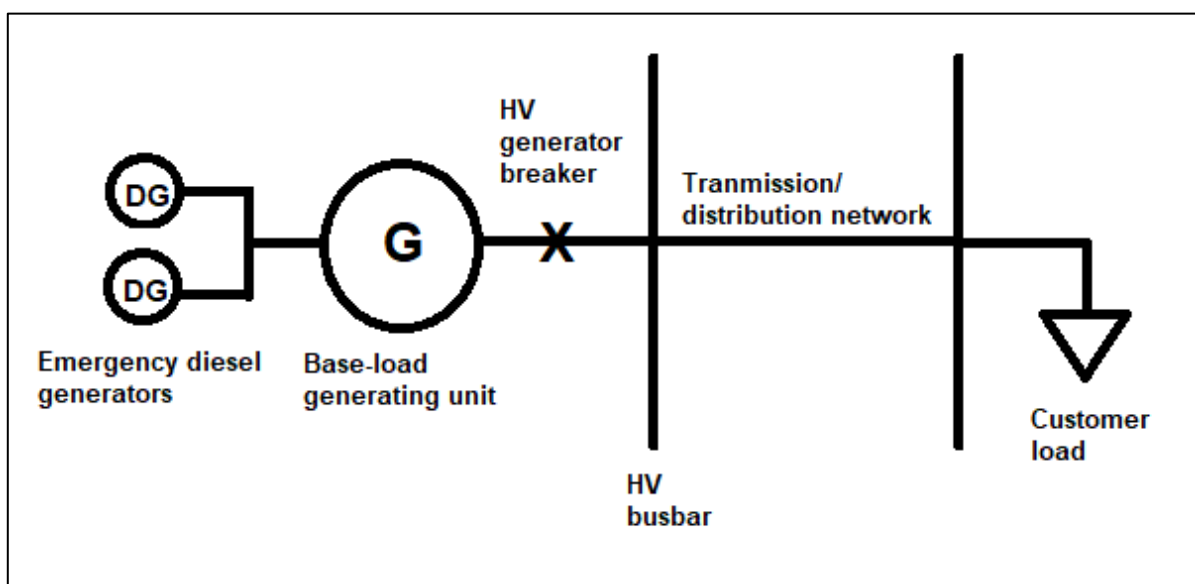 DG
DG
Emergency diesel
generators
G
Base-load
generating unit
HV
generator
breaker
X
HV
busbar
Tranmission/
distribution network
Customer
load